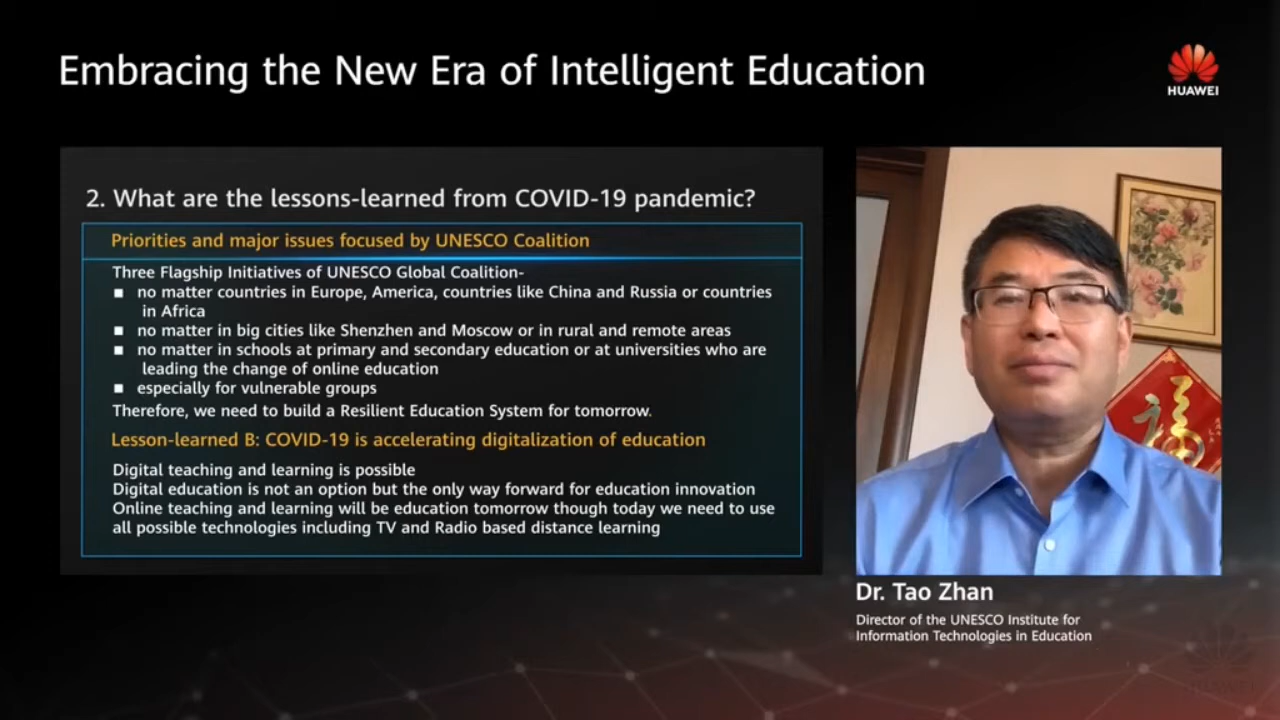 Embracing the New Era of Intelligent Education
HUAWEI
2. What are the lessons-learned from COVID-19 pandemic?
Priorities and major issues focused by UNESCO Coalition
Three Flagship Initiatives of UNESCO Global Coalition-
■ no matter countries in Europe, America, countries like China and Russia or countries
in Africa
■ no matter in big cities like Shenzhen and Moscow or in rural and remote areas
■ no matter in schools at primary and secondary education or at universities who are
leading the change of online education
■ especially for vulnerable groups
Therefore, we need to build a Resilient Education System for tomorrow.
Lesson-learned B: COVID-19 is accelerating digitalization of education
Digital teaching and learning is possible
Digital education is not an option but the only way forward for education innovation
Online teaching and learning will be education tomorrow though today we need to use
all possible technologies including TV and Radio based distance learning
Dr. Tao Zhan
Director of the UNESCO Institute for
Information Technologies in Education
HUAWEI